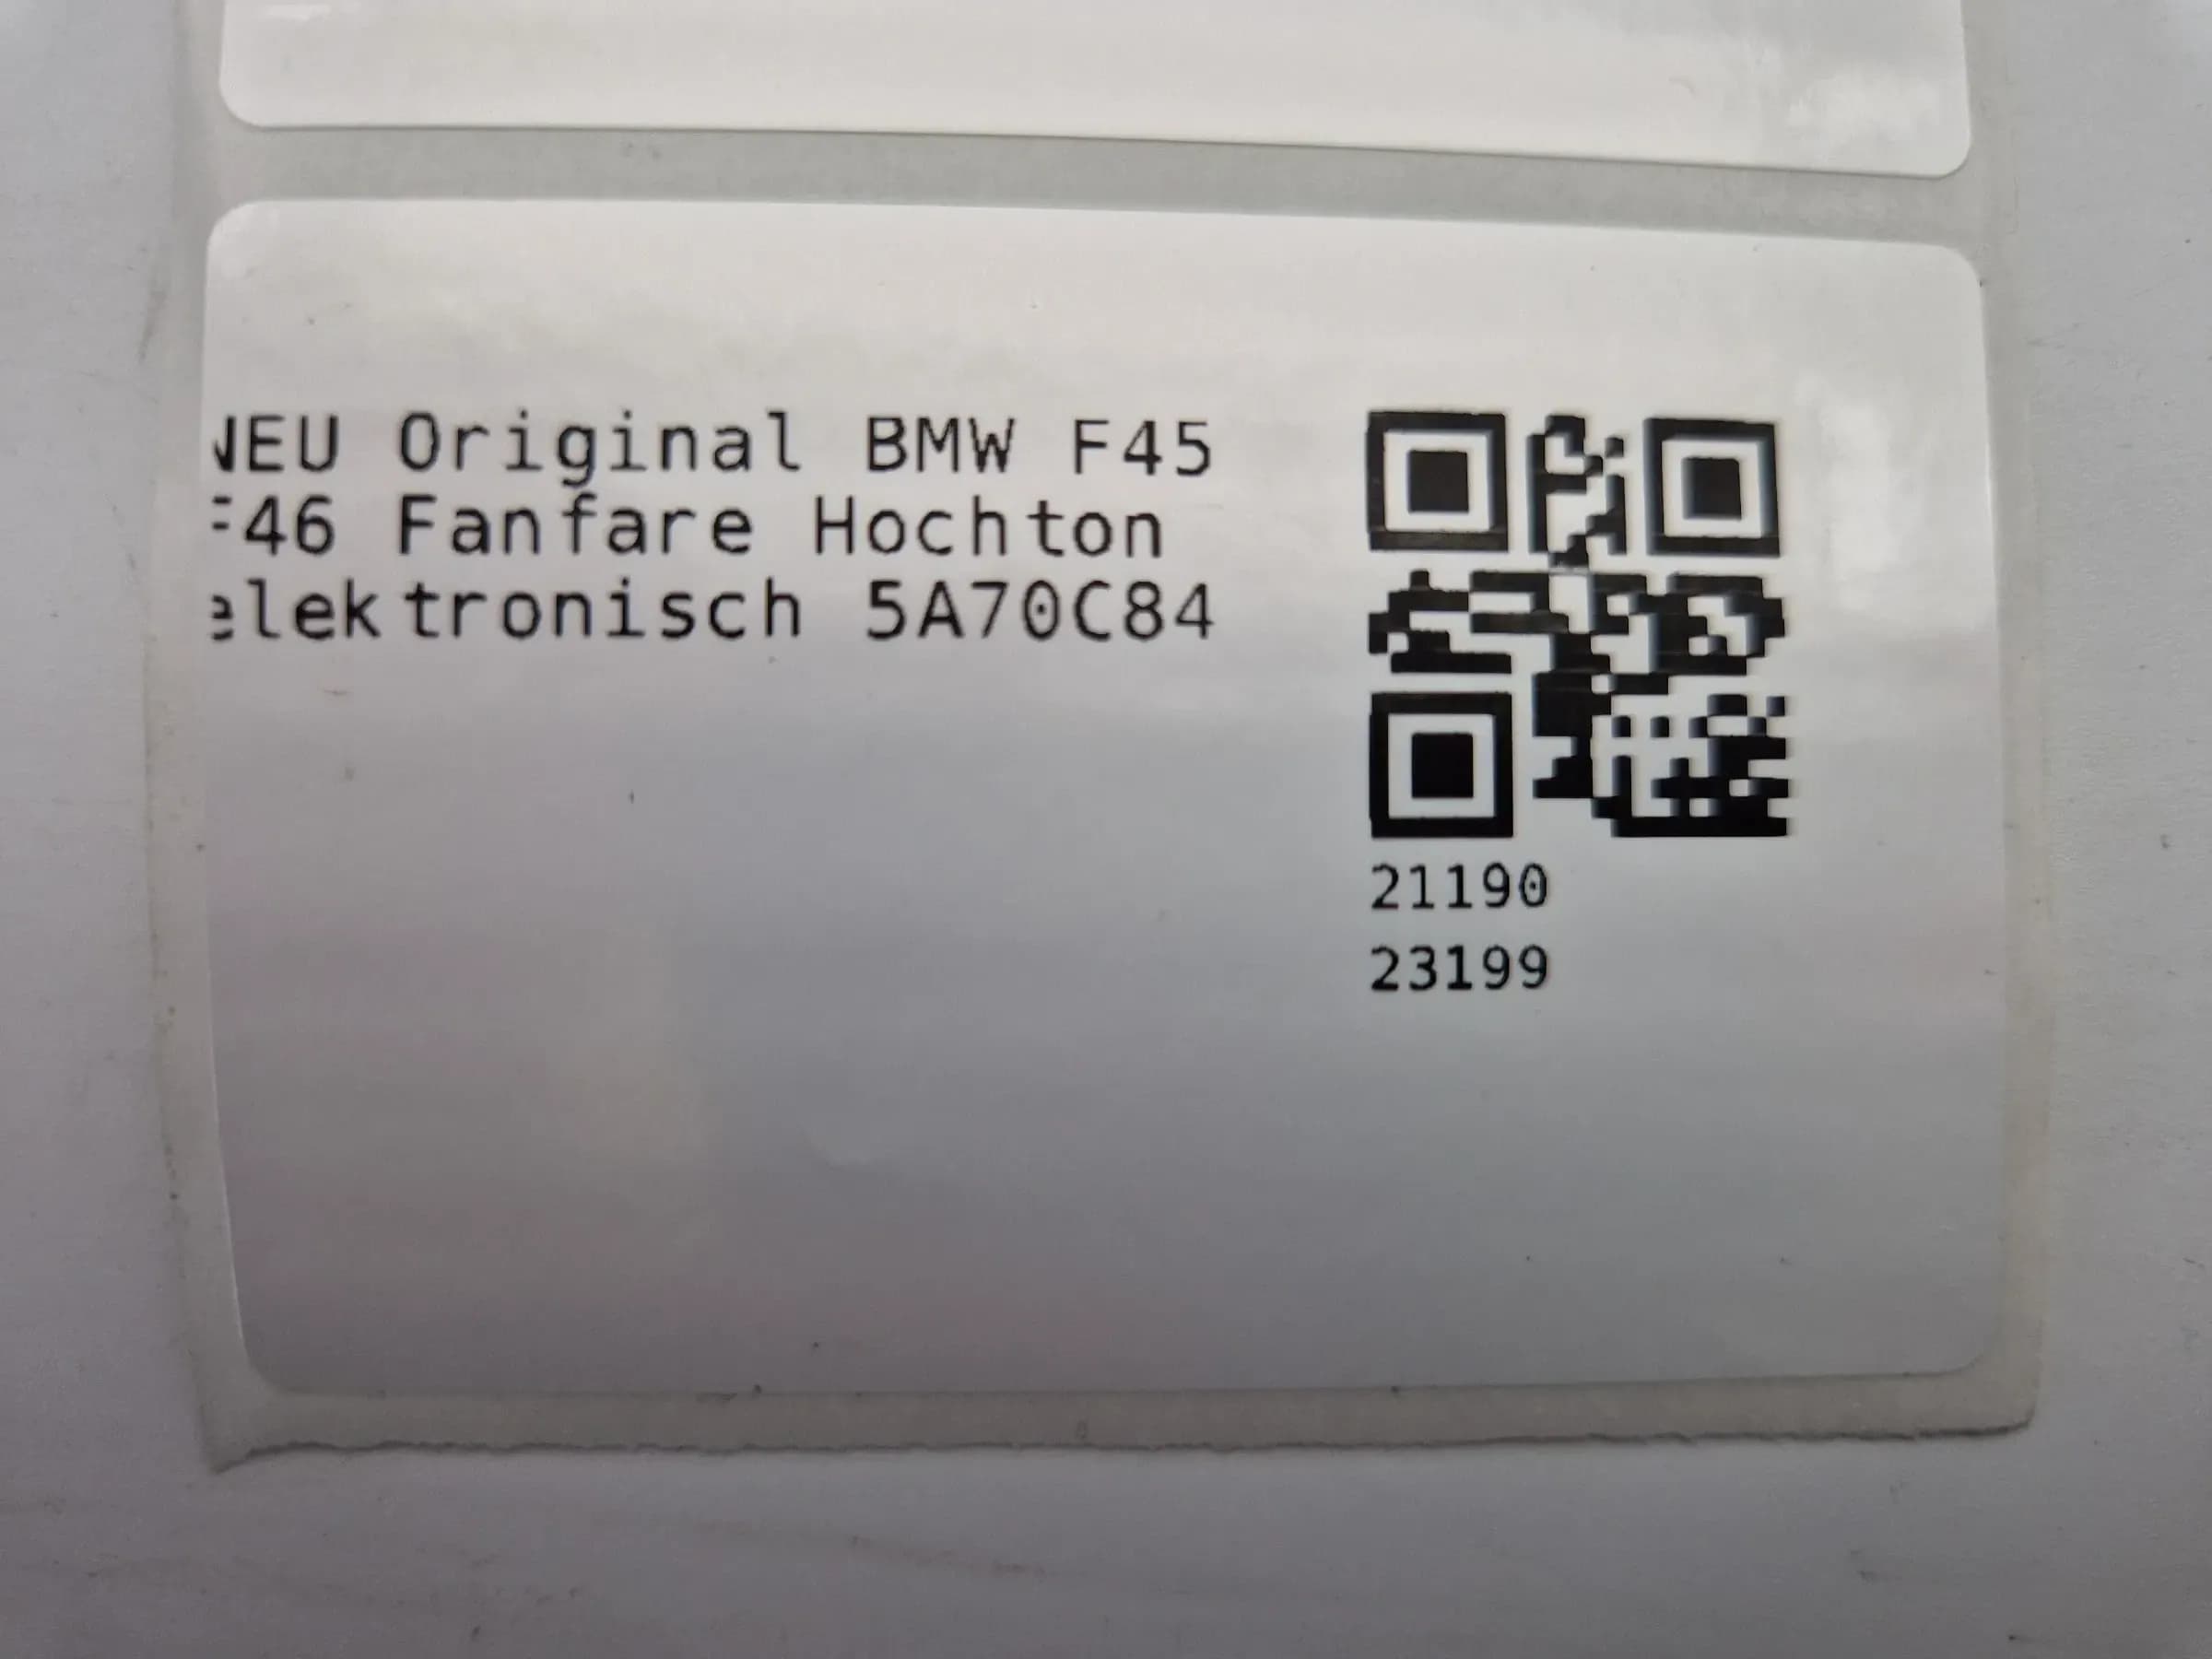 NEU Original BMW F45
F46 Fanfare Hochton
elektronisch 5A70C84
21190
23199